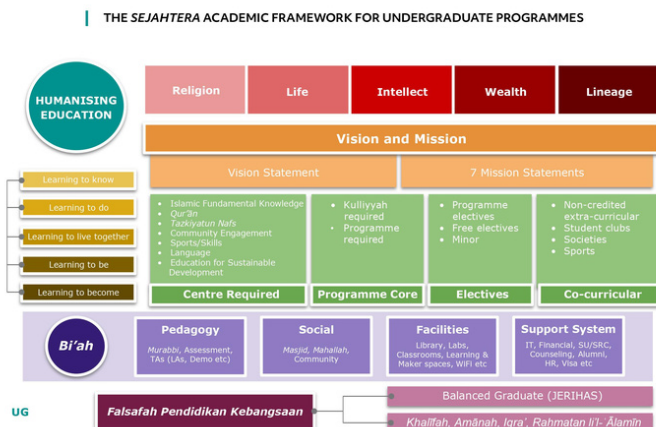 THE SEJAHTERA ACADEMIC FRAMEWORK FOR UNDERGRADUATE PROGRAMMES
HUMANISING
EDUCATION
Religion
Life
Intellect
Wealth
Lineage
Vision and Mission
Vision Statement
7 Mission Statements
Learning to know
Learning to do
Learning to live together
Learning to be
Learning to become
• Islamic Fundamental Knowledge
• Qur'ān
• Tazkiyatun Nafs
• Community Engagement
• Sports/Skills
• Language
• Education for Sustainable
Development
Centre Required
• Kulliyyah
required
• Programme
required
Programme Core
• Programme
electives
• Free electives
• Minor
Electives
• Non-credited
extra-curricular
• Student clubs
• Societies
• Sports
Co-curricular
Bi'ah
Pedagogy
Murabbi, Assessment,
TAs (LAs, Demo etc)
Social
Masjid, Mahallah,
Community
Facilities
Library, Labs,
Classrooms, Learning &
Maker spaces, WiFi etc
Support System
IT, Financial, SU/SRC,
Counseling, Alumni,
HR, Visa etc
UG
Falsafah Pendidikan Kebangsaan
Balanced Graduate (JERIHAS)
Khalīfah, Amānah, Iqra', Rahmatan li'l-'Ālamīn